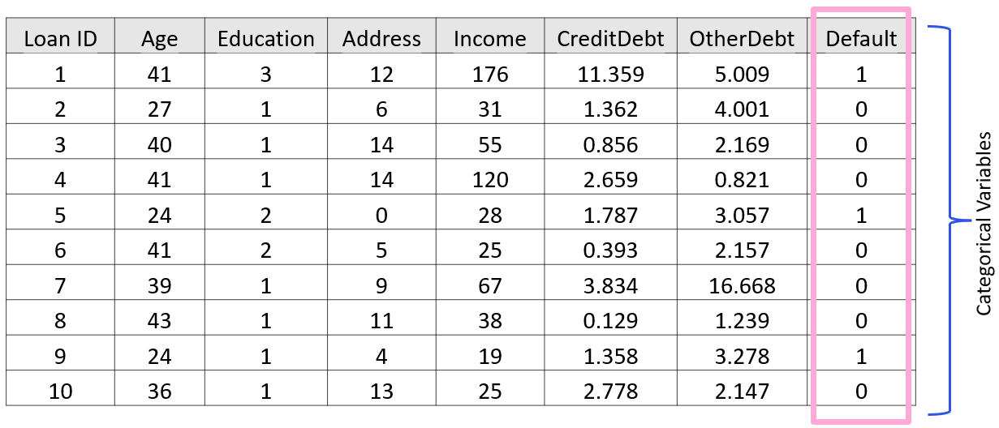 Loan ID Age Education Address Income CreditDebt OtherDebt Default
1 41 3 12 176 11.359 5.009 1
2 27 1 6 31 1.362 4.001 0
3 40 1 14 55 0.856 2.169 0
4 41 1 14 120 2.659 0.821 0
5 24 2 0 28 1.787 3.057 1
6 41 2 5 25 0.393 2.157 0
7 39 1 9 67 3.834 16.668 0
8 43 1 11 38 0.129 1.239 0
9 24 1 4 19 1.358 3.278 1
10 36 1 13 25 2.778 2.147 0
Categorical Variables